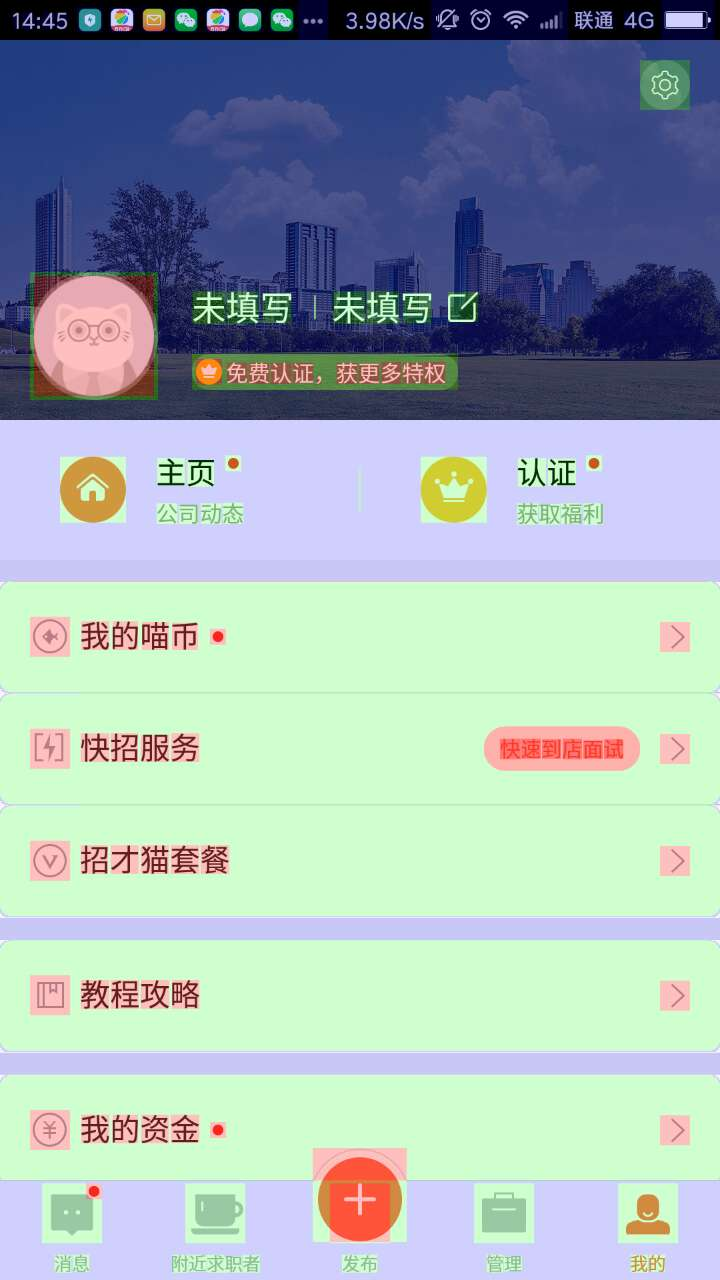 14:45 3.98K/s 联通 4G
未填写 | 未填写
免费认证，获更多特权
主页 认证
公司动态 获取福利
我的喵币
快招服务 快速到店面试
招才猫套餐
教程攻略
我的资金
消息 附近求职者 发布 管理 我的